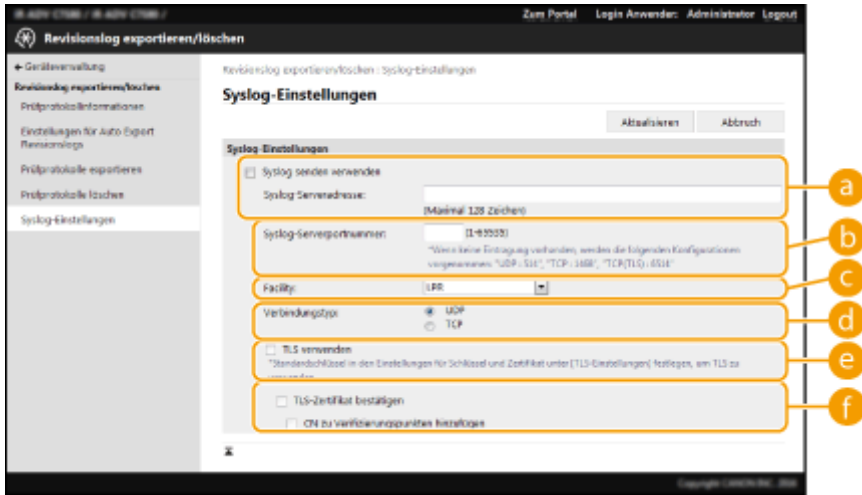 Zum Portal Login Anwender: Administrator Logout
Revisionslog exportieren/löschen
Geräteverwaltung
Revisionslog exportieren/löschen
Prüfprotokollinformationen
Einstellungen für Auto Export
Revisionslogs
Prüfprotokolle exportieren
Prüfprotokolle löschen
Syslog-Einstellungen
Revisionslog exportieren/löschen : Syslog-Einstellungen
Syslog-Einstellungen
Aktualisieren Abbruch
Syslog-Einstellungen
Syslog senden verwenden
Syslog-Serveradresse:
(Maximal 128 Zeichen)
a
Syslog-Serverportnummer: (1-65535)
*Wenn keine Eintragung vorhanden, werden die folgenden Konfigurationen
vorgenommen: "UDP : 514", "TCP : 1468", "TCP(TLS) : 6514"
b
Facility: LPR
c
Verbindungstyp: UDP
TCP
d
TLS verwenden
*Standardschlüssel in den Einstellungen für Schlüssel und Zertifikat unter [TLS-Einstellungen] festlegen, um TLS zu
e
TLS-Zertifikat bestätigen
CN zu Verifizierungspunkten hinzufügen
f
Copyright CANON INC.